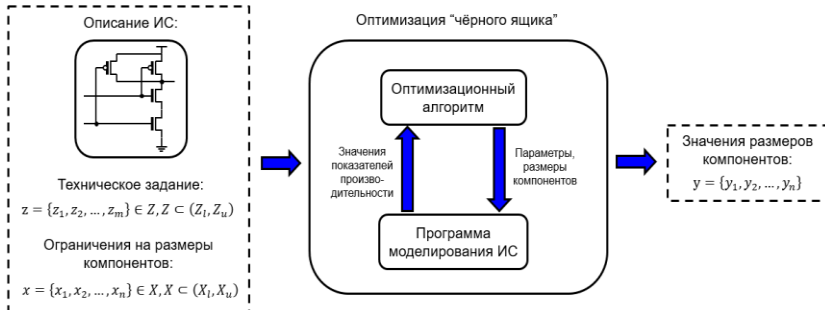 Описание ИС:
Техническое задание:
z = {z₁, z₂, ..., zₘ} ∈ Z, Z ⊂ (Zₗ, Zᵤ)
Ограничения на размеры
компонентов:
x = {x₁, x₂, ..., xₙ} ∈ X, X ⊂ (Xₗ, Xᵤ)
Оптимизация “чёрного ящика”
Оптимизационный
алгоритм
Значения
показателей
произво-
дительности
Параметры,
размеры
компонентов
Программа
моделирования ИС
Значения размеров
компонентов:
y = {y₁, y₂, ..., yₙ}